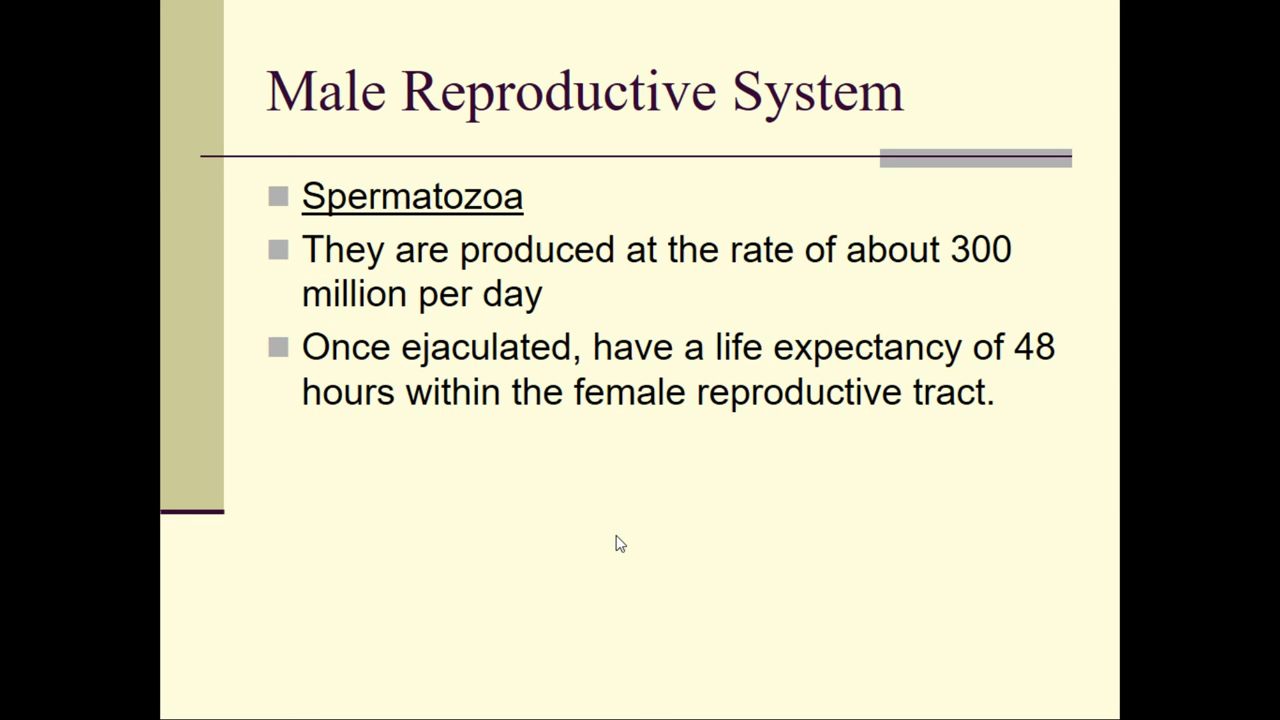 Male Reproductive System
Spermatozoa
They are produced at the rate of about 300
million per day
Once ejaculated, have a life expectancy of 48
hours within the female reproductive tract.